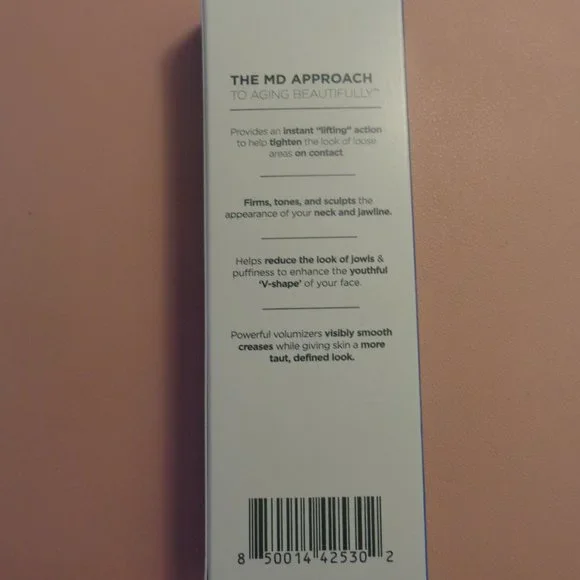 THE MD APPROACH
TO AGING BEAUTIFULLY™
Provides an instant "lifting" action
to help tighten the look of loose
areas on contact.
Firms, tones, and sculpts the
appearance of your neck and jawline.
Helps reduce the look of jowls &
puffiness to enhance the youthful
'V-shape' of your face.
Powerful volumizers visibly smooth
creases while giving skin a more
taut, defined look.
8 50014 42530 2